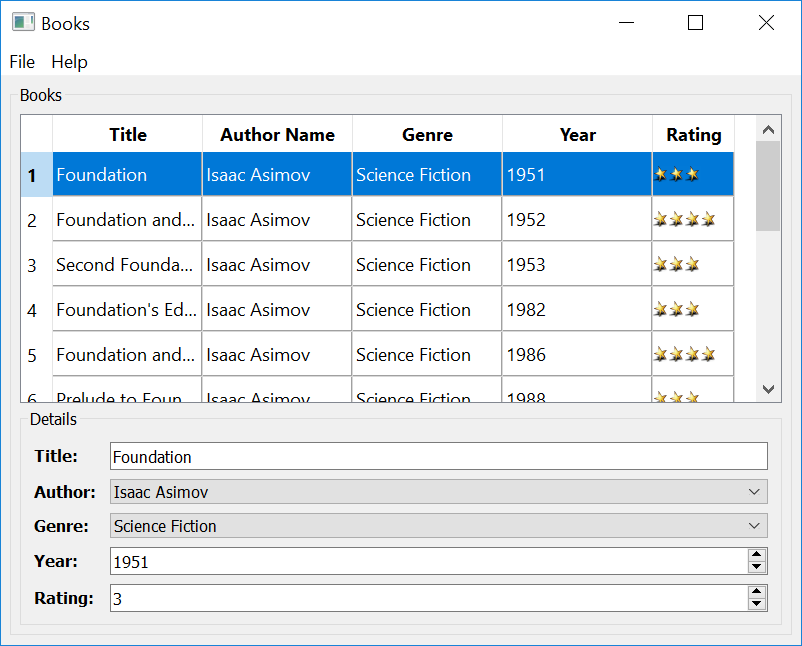 Books
File Help
Books
Title Author Name Genre Year Rating
1 Foundation Isaac Asimov Science Fiction 1951
2 Foundation and... Isaac Asimov Science Fiction 1952
3 Second Founda... Isaac Asimov Science Fiction 1953
4 Foundation's Ed... Isaac Asimov Science Fiction 1982
5 Foundation and... Isaac Asimov Science Fiction 1986
6 Prelude to Foun... Isaac Asimov Science Fiction 1988
Details
Title: Foundation
Author: Isaac Asimov
Genre: Science Fiction
Year: 1951
Rating: 3